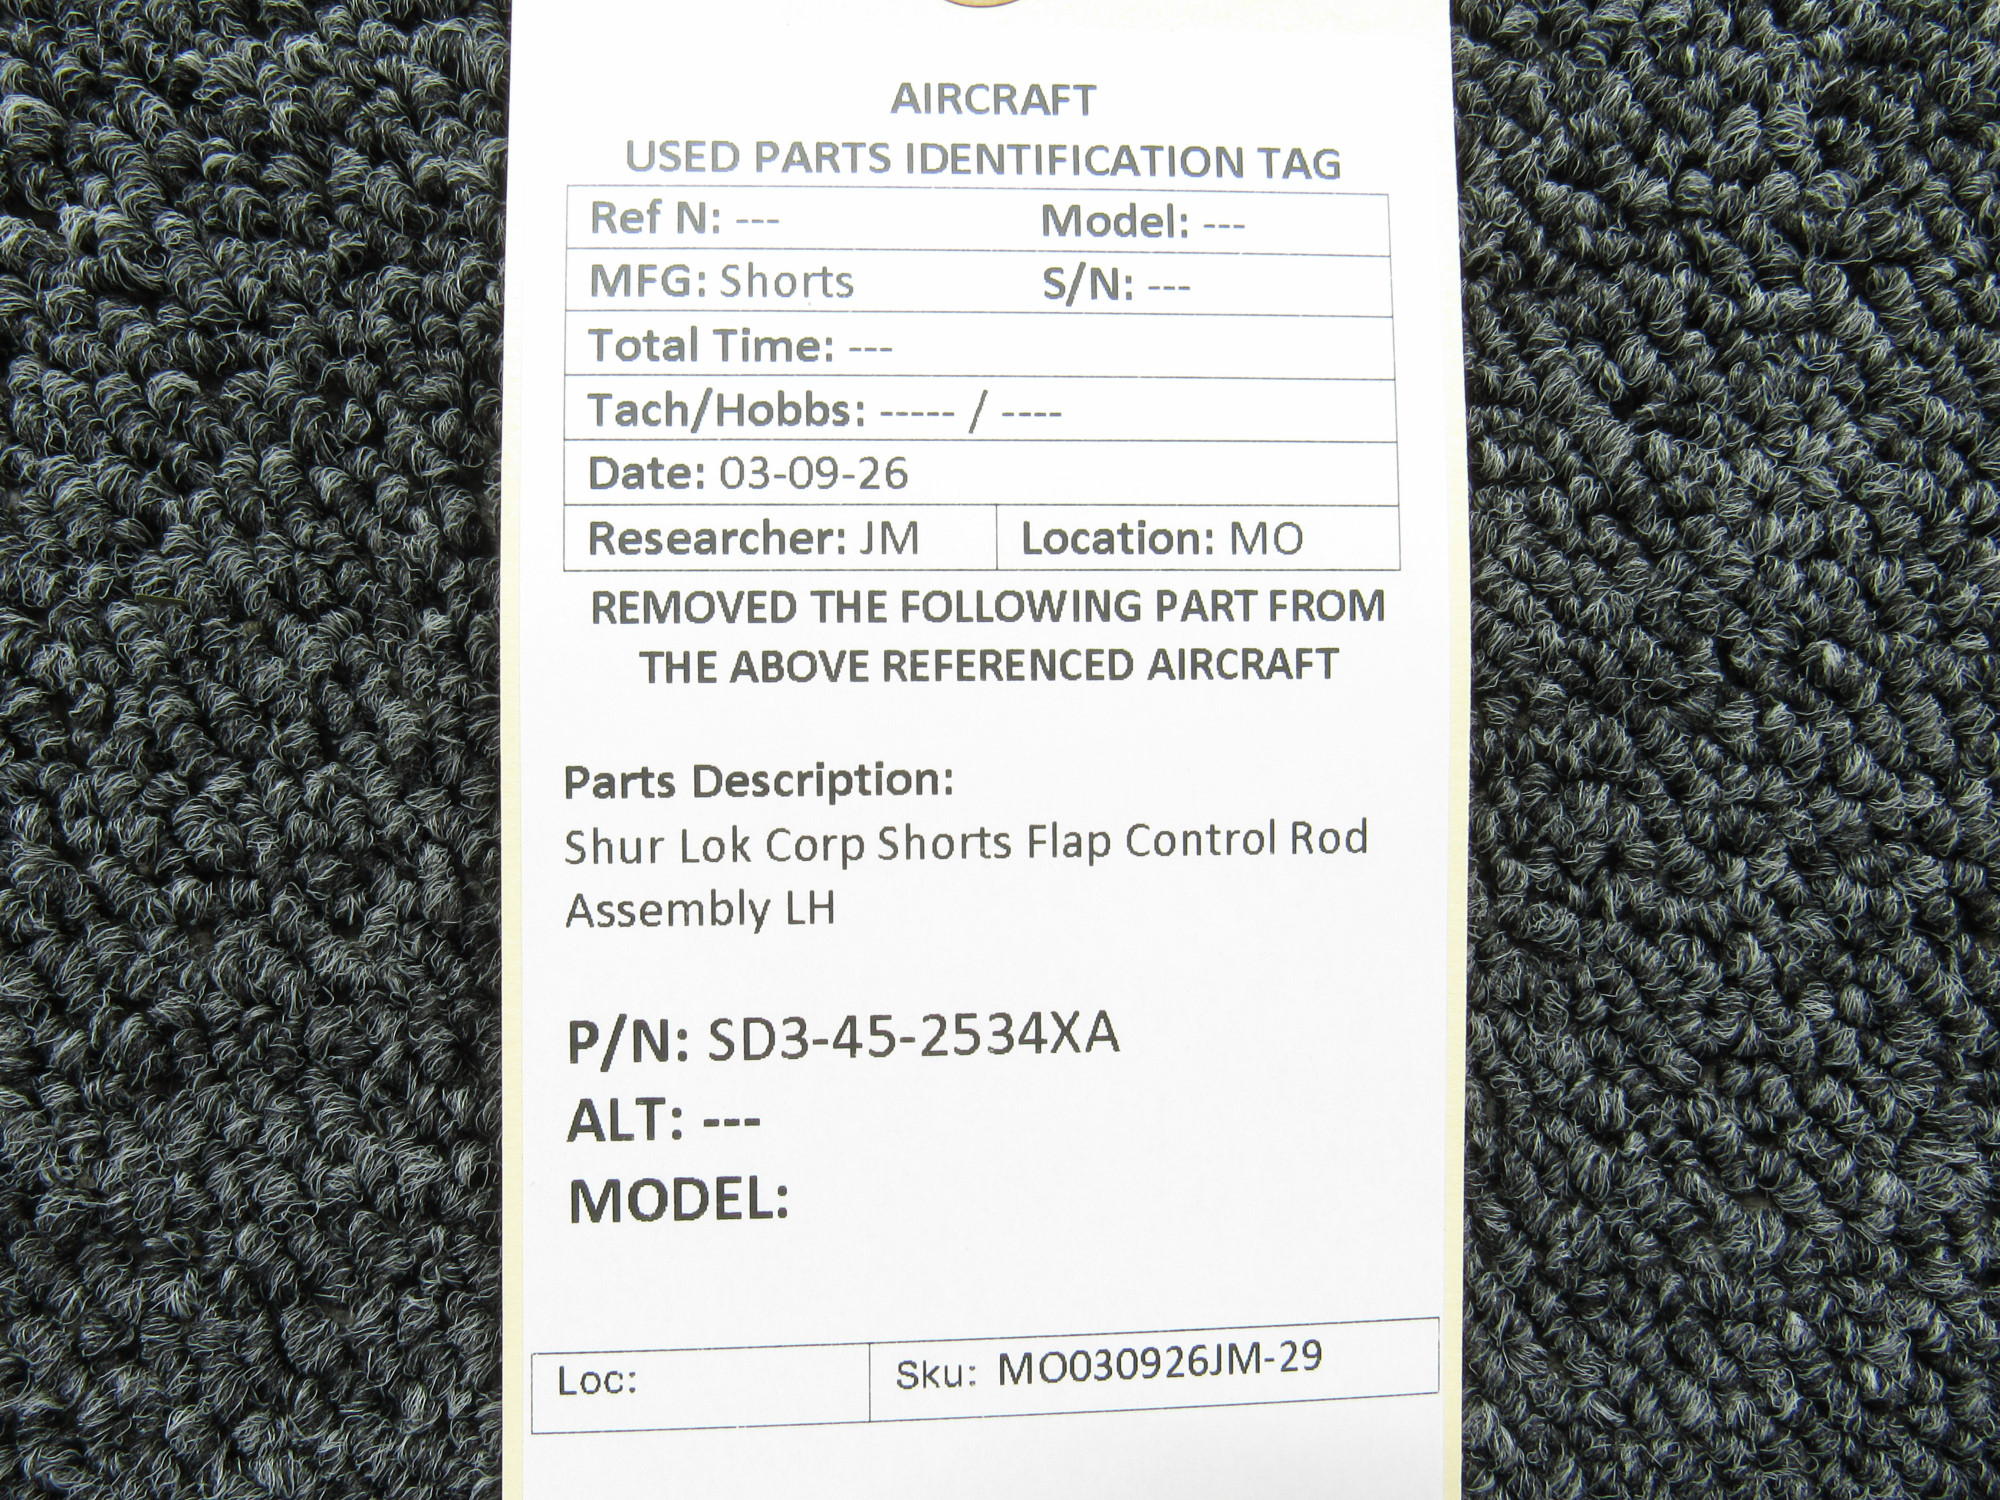 AIRCRAFT
USED PARTS IDENTIFICATION TAG
Ref N: --- Model: ---
MFG: Shorts S/N: ---
Total Time: ---
Tach/Hobbs: ----- / ----
Date: 03-09-26
Researcher: JM Location: MO
REMOVED THE FOLLOWING PART FROM
THE ABOVE REFERENCED AIRCRAFT
Parts Description:
Shur Lok Corp Shorts Flap Control Rod
Assembly LH
P/N: SD3-45-2534XA
ALT: ---
MODEL:
Loc: Sku: MO030926JM-29